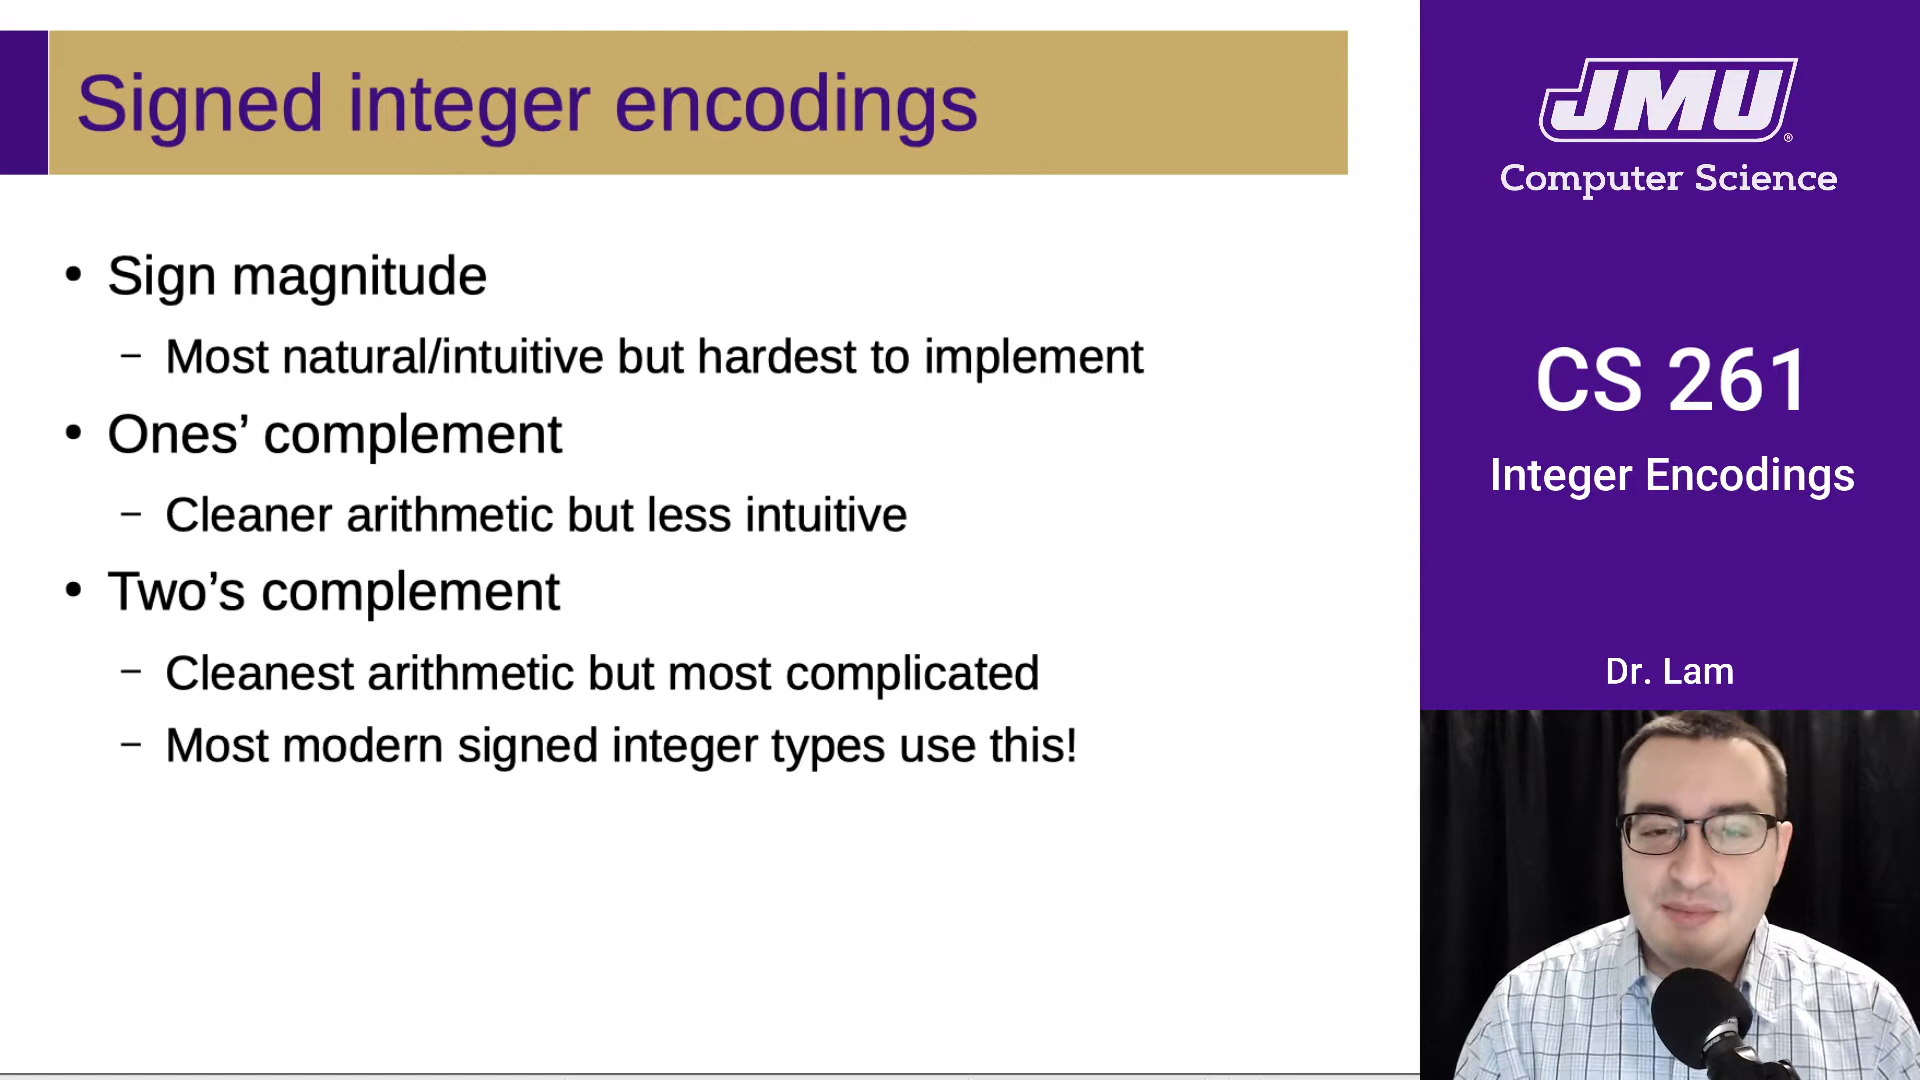 Signed integer encodings
• Sign magnitude
– Most natural/intuitive but hardest to implement
• Ones’ complement
– Cleaner arithmetic but less intuitive
• Two’s complement
– Cleanest arithmetic but most complicated
– Most modern signed integer types use this!
JMU®
Computer Science
CS 261
Integer Encodings
Dr. Lam